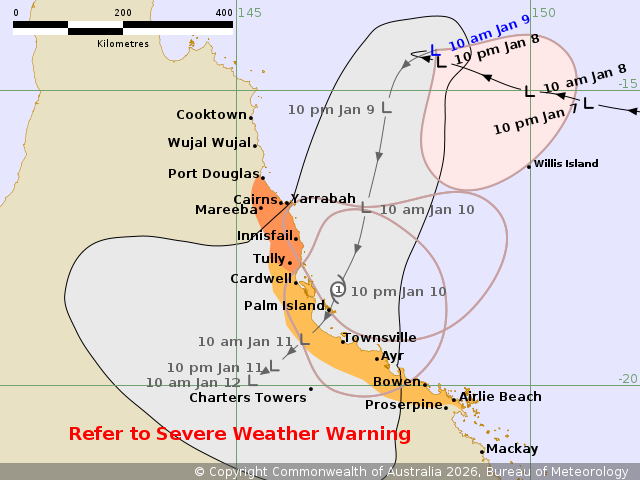 0 200 400
Kilometres
145
150
10 am Jan 9
10 pm Jan 8
-15
10 am Jan 8
10 pm Jan 7
10 pm Jan 9
Cooktown
Wujal Wujal
Willis Island
Port Douglas
Cairns
Yarrabah
Mareeba
10 am Jan 10
Innisfail
Tully
Cardwell
1
10 pm Jan 10
Palm Island
10 am Jan 11
Townsville
Ayr
10 pm Jan 11
10 am Jan 12
Bowen
-20
Charters Towers
Airlie Beach
Proserpine
Refer to Severe Weather Warning
Mackay
© Copyright Commonwealth of Australia 2026, Bureau of Meteorology